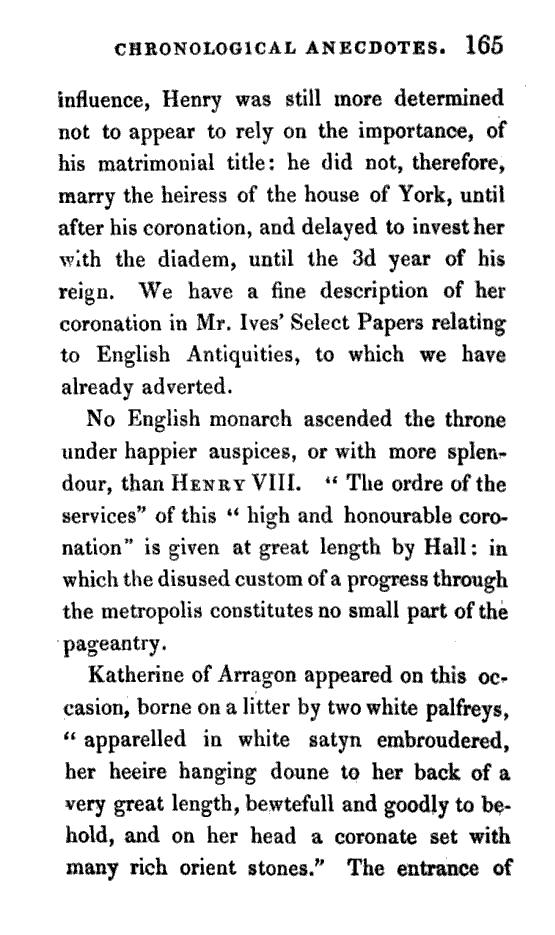 CHRONOLOGICAL ANECDOTES. 165
influence, Henry was still more determined
not to appear to rely on the importance, of
his matrimonial title: he did not, therefore,
marry the heiress of the house of York, until
after his coronation, and delayed to invest her
with the diadem, until the 3d year of his
reign. We have a fine description of her
coronation in Mr. Ives' Select Papers relating
to English Antiquities, to which we have
already adverted.
No English monarch ascended the throne
under happier auspices, or with more splen-
dour, than HENRY VIII. “ The ordre of the
services” of this “ high and honourable coro-
nation” is given at great length by Hall: in
which the disused custom of a progress through
the metropolis constitutes no small part of the
pageantry.
Katherine of Arragon appeared on this oc-
casion, borne on a litter by two white palfreys,
“ apparelled in white satyn embroudered,
her heeire hanging doune to her back of a
very great length, bewtefull and goodly to be-
hold, and on her head a coronate set with
many rich orient stones.” The entrance of